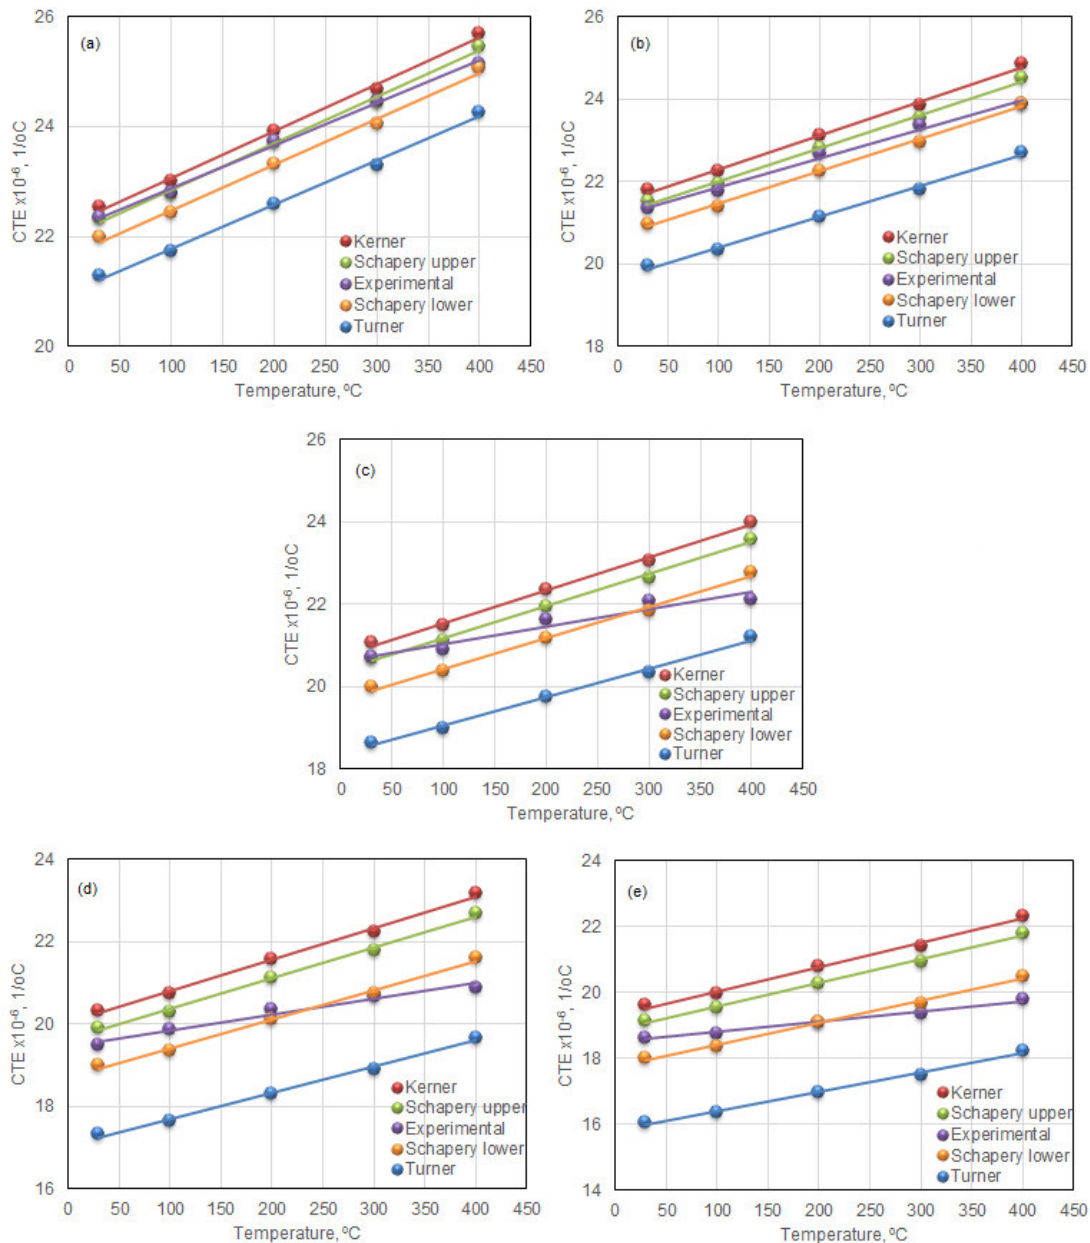 (a)
CTE x10⁻⁶, 1/oC
26
24
22
20
0 50 100 150 200 250 300 350 400 450
Temperature, ºC
Kerner
Schapery upper
Experimental
Schapery lower
Turner
(b)
CTE x10⁻⁶, 1/oC
26
24
22
20
18
0 50 100 150 200 250 300 350 400 450
Temperature, ºC
Kerner
Schapery upper
Experimental
Schapery lower
Turner
(c)
CTE x10⁻⁶, 1/oC
26
24
22
20
18
0 50 100 150 200 250 300 350 400 450
Temperature, ºC
Kerner
Schapery upper
Experimental
Schapery lower
Turner
(d)
CTE x10⁻⁶, 1/oC
24
22
20
18
16
0 50 100 150 200 250 300 350 400 450
Temperature, ºC
Kerner
Schapery upper
Experimental
Schapery lower
Turner
(e)
CTE x10⁻⁶, 1/oC
24
22
20
18
16
14
0 50 100 150 200 250 300 350 400 450
Temperature, ºC
Kerner
Schapery upper
Experimental
Schapery lower
Turner